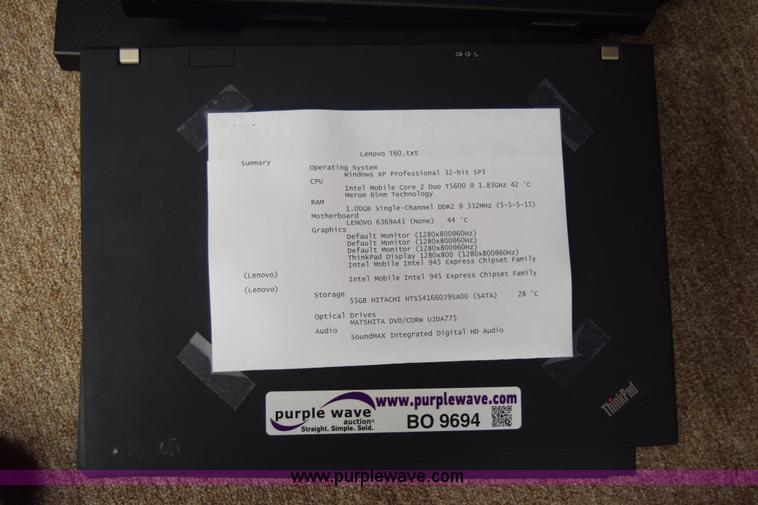 Lenovo T60.txt
Summary
Operating System
Windows XP Professional 32-bit SP3
CPU
Intel Mobile Core 2 Duo T5600 @ 1.83GHz 42 °C
Merom 65nm Technology
RAM
1.00GB Single-Channel DDR2 @ 332MHz (5-5-5-15)
Motherboard
LENOVO 6369A43 (None) 44 °C
Graphics
Default Monitor (1280x800@60Hz)
Default Monitor (1280x800@60Hz)
Default Monitor (1280x800@60Hz)
ThinkPad Display 1280x800 (1280x800@60Hz)
Intel Mobile Intel 945 Express Chipset Family
(Lenovo)
Intel Mobile Intel 945 Express Chipset Family
(Lenovo)
Storage
55GB HITACHI HTS541660J9SA00 (SATA) 28 °C
Optical Drives
MATSHITA DVD/CDRW UJDA775
Audio
SoundMAX Integrated Digital HD Audio
ThinkPad
purple wave
auction®
Straight. Simple. Sold.
www.purplewave.com
BO 9694
www.purplewave.com